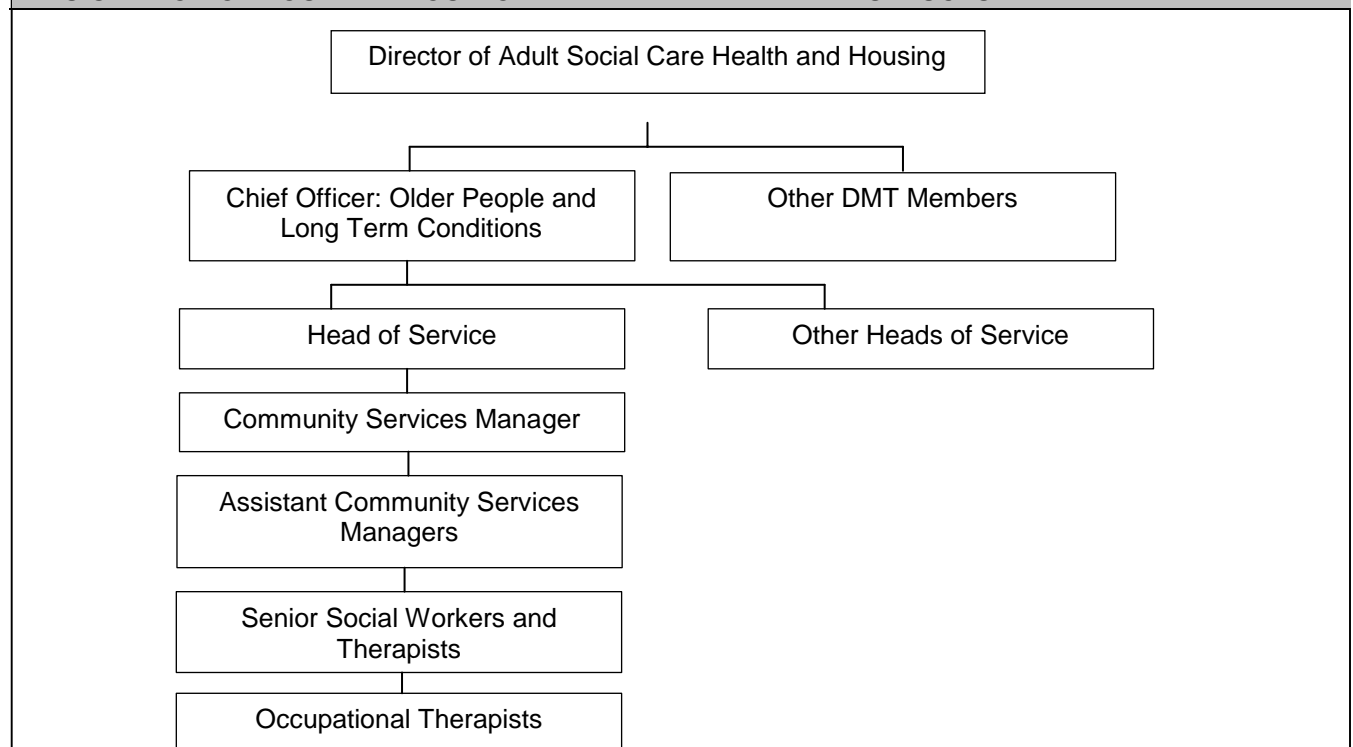 Director of Adult Social Care Health and Housing
Chief Officer: Older People and
Long Term Conditions
Other DMT Members
Head of Service
Other Heads of Service
Community Services Manager
Assistant Community Services
Managers
Senior Social Workers and
Therapists
Occupational Therapists